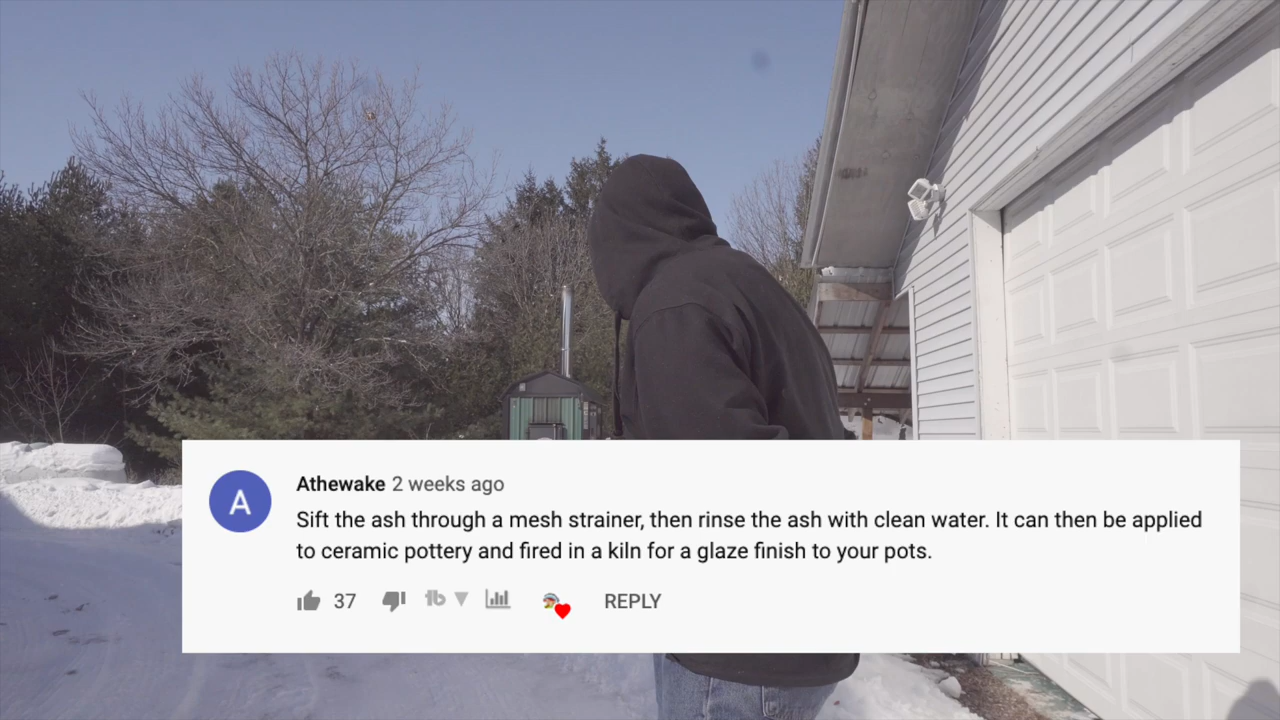 A
Athewake 2 weeks ago
Sift the ash through a mesh strainer, then rinse the ash with clean water. It can then be applied
to ceramic pottery and fired in a kiln for a glaze finish to your pots.
37 tb REPLY